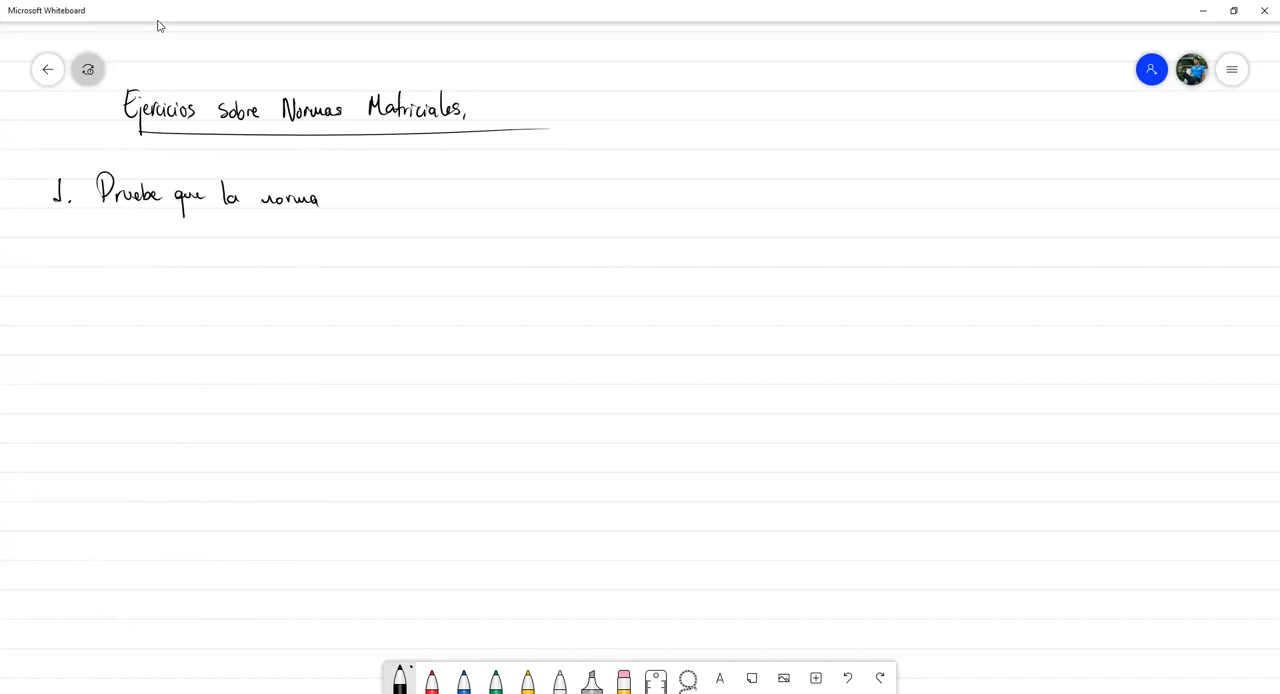 Microsoft Whiteboard
Ejercicios sobre Normas Matriciales.
1. Pruebe que la norma